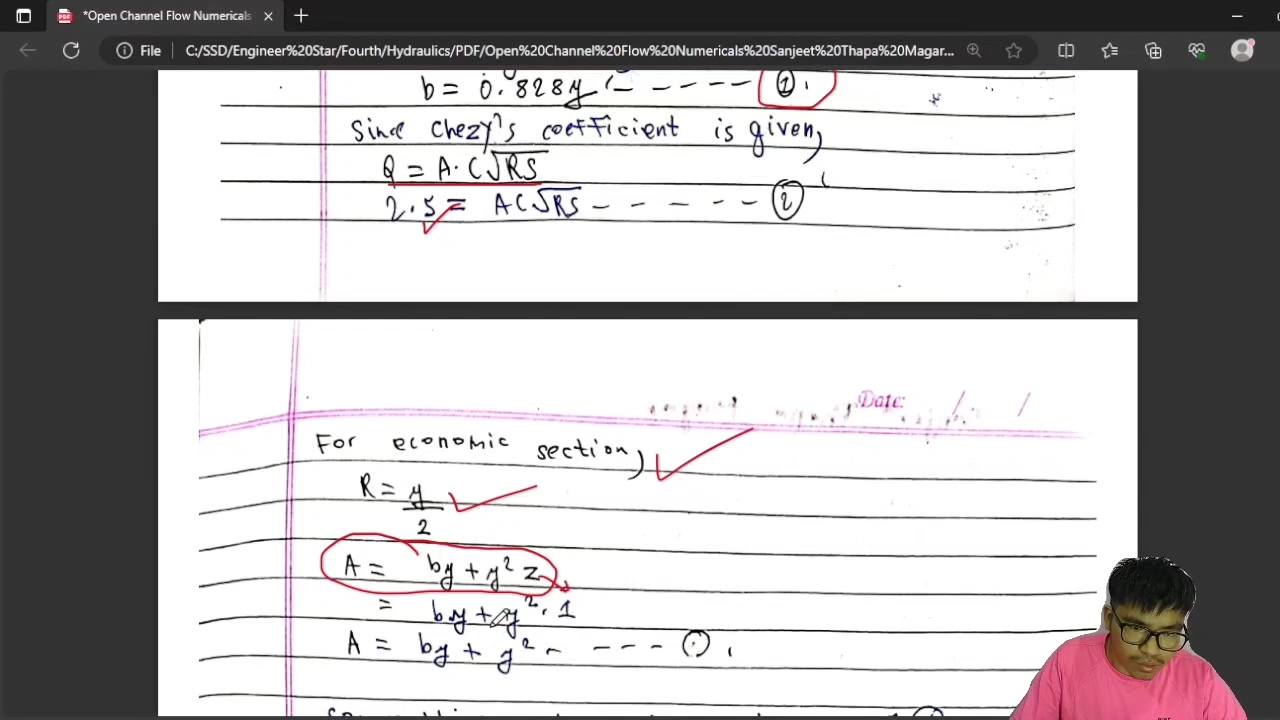 *Open Channel Flow Numericals
File
C:/SSD/Engineer%20Star/Fourth/Hydraulics/PDF/Open%20Channel%20Flow%20Numericals%20Sanjeet%20Thapa%20Magar...
b = 0.828y - - - - - 1.
Since Chezy's coefficient is given,
Q = A.C√RS
2.5 = AC√RS - - - - - - 2
Date:
For economic section,
R = y/2
A = by + y² z
= by + y². 1
A = by + y² - - - -